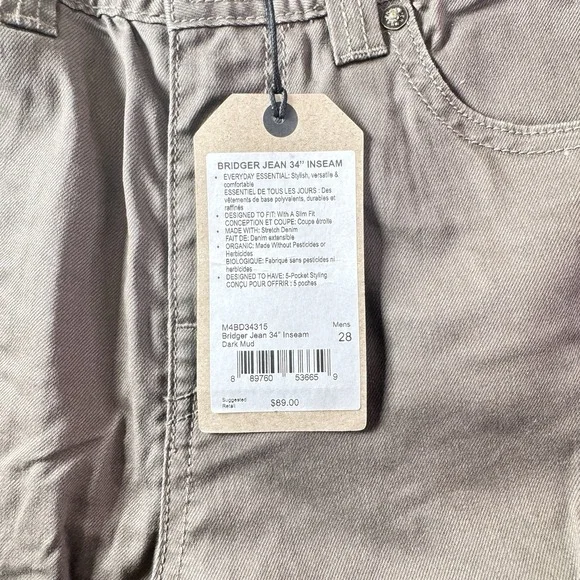 BRIDGER JEAN 34" INSEAM
• EVERYDAY ESSENTIAL: Stylish, versatile &
comfortable
ESSENTIEL DE TOUS LES JOURS : Des
vêtements de base polyvalents, durables et
raffinés
• DESIGNED TO FIT: With A Slim Fit
CONCEPTION ET COUPE: Coupe étroite
• MADE WITH: Stretch Denim
FAIT DE: Denim extensible
• ORGANIC: Made Without Pesticides or
Herbicides
BIOLOGIQUE: Fabriqué sans pesticides ni
herbicides
• DESIGNED TO HAVE: 5-Pocket Styling
CONÇU POUR OFFRIR : 5 poches
M4BD34315 Mens
Bridger Jean 34" Inseam 28
Dark Mud
8 89760 53665 9
Suggested
Retail $89.00